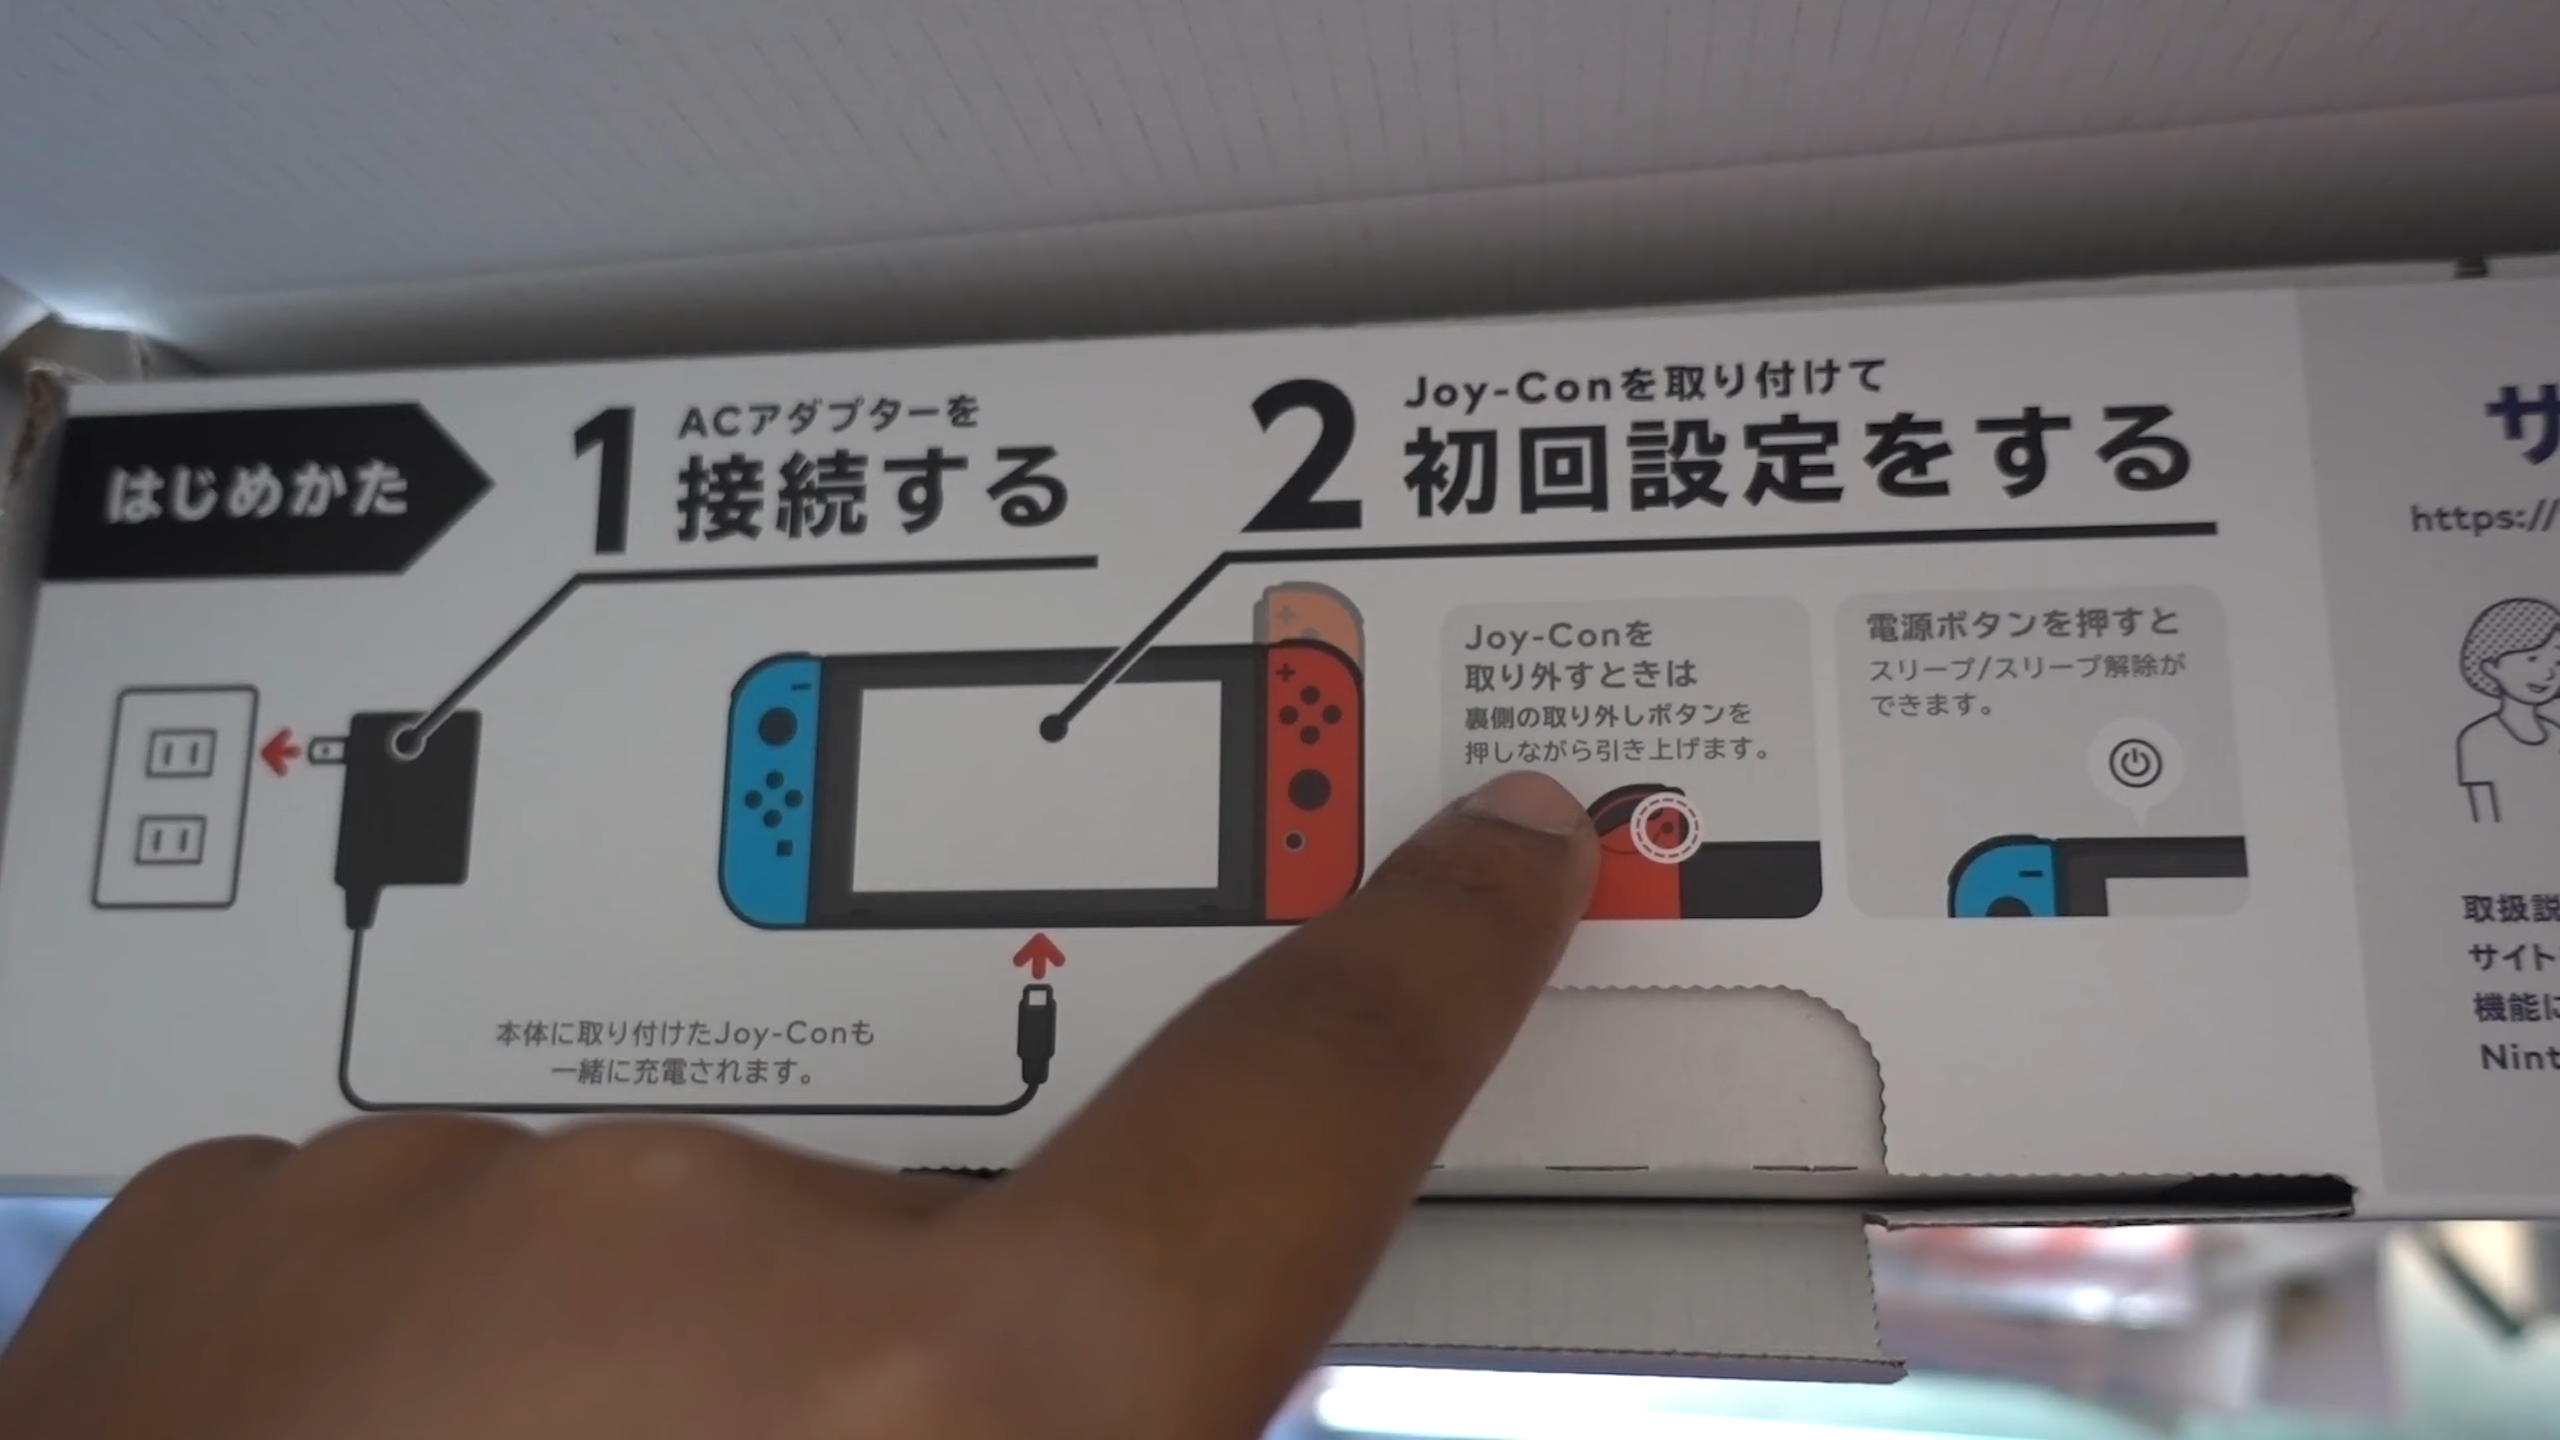 はじめかた
1
ACアダプターを
接続する
2
Joy-Conを取り付けて
初回設定をする
Joy-Conを
取り外すときは
裏側の取り外しボタンを
押しながら引き上げます。
電源ボタンを押すと
スリープ/スリープ解除が
できます。
本体に取り付けたJoy-Conも
一緒に充電されます。
サ
https://
取扱説
サイト
機能に
Nint